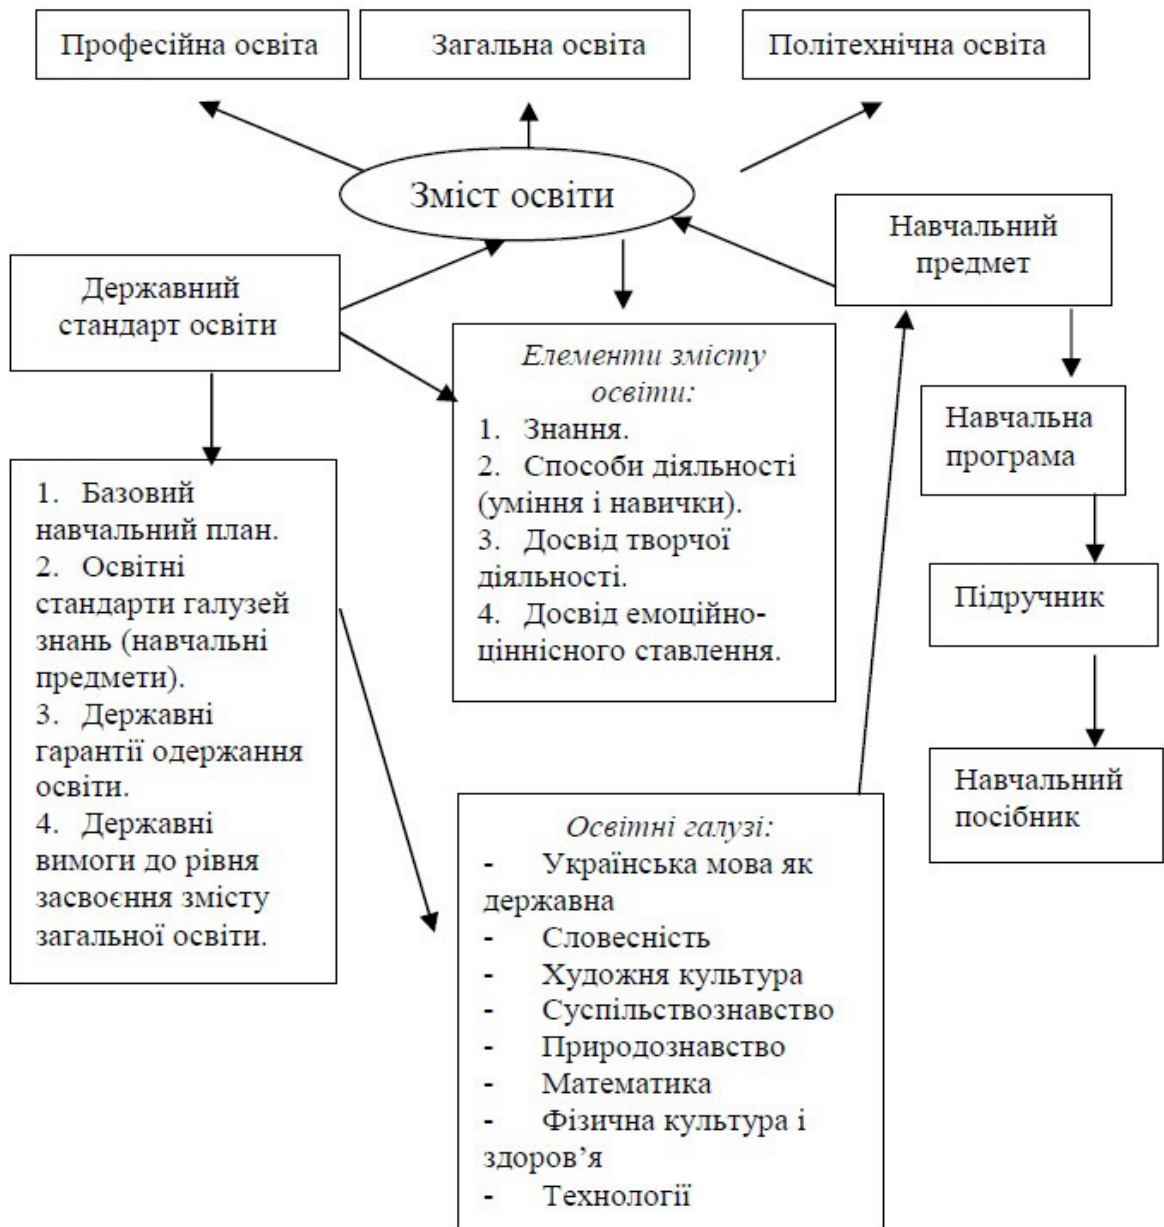 Професійна освіта
Загальна освіта
Політехнічна освіта
Зміст освіти
Навчальний
предмет
Державний
стандарт освіти
Елементи змісту
освіти:
1. Знання.
2. Способи діяльності
(уміння і навички).
3. Досвід творчої
діяльності.
4. Досвід емоційно-
ціннісного ставлення.
Навчальна
програма
Підручник
Навчальний
посібник
1. Базовий
навчальний план.
2. Освітні
стандарти галузей
знань (навчальні
предмети).
3. Державні
гарантії одержання
освіти.
4. Державні
вимоги до рівня
засвоєння змісту
загальної освіти.
Освітні галузі:
- Українська мова як
державна
- Словесність
- Художня культура
- Суспільствознавство
- Природознавство
- Математика
- Фізична культура і
здоров’я
- Технології